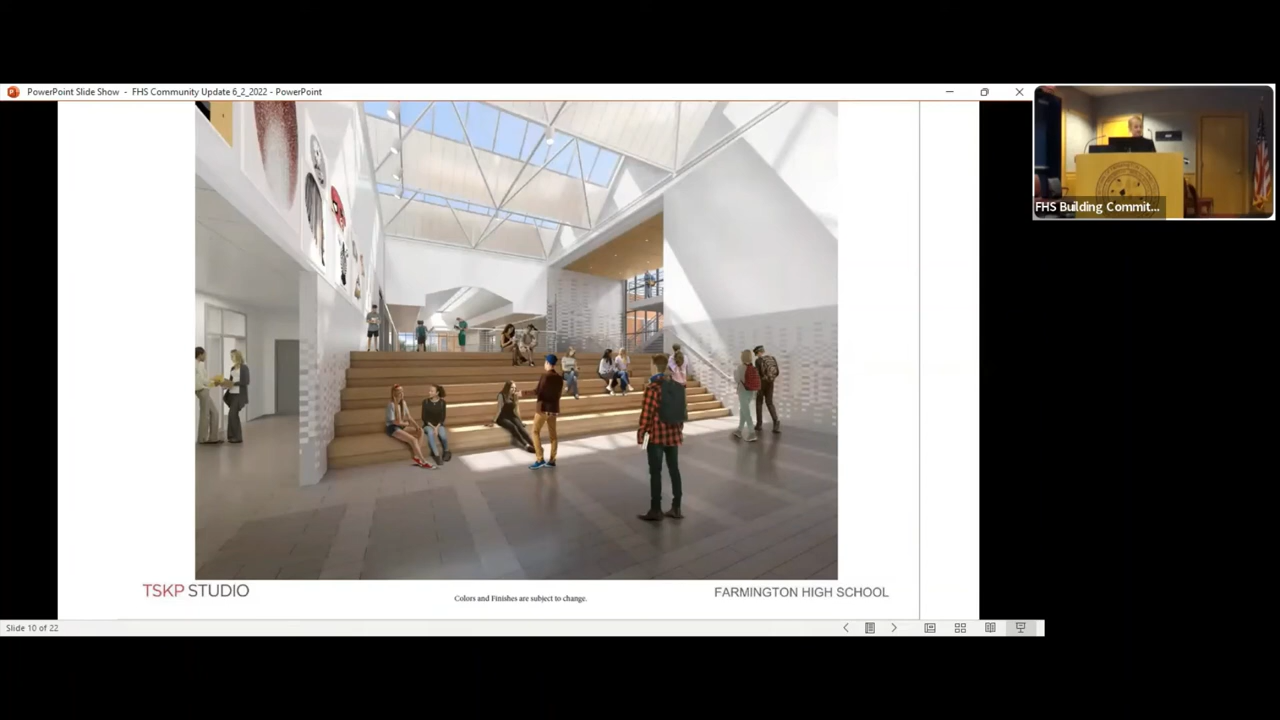 PowerPoint Slide Show - FHS Community Update 6_2_2022 - PowerPoint
FHS Building Commit...
TSKP STUDIO
Colors and Finishes are subject to change.
FARMINGTON HIGH SCHOOL
Slide 10 of 22